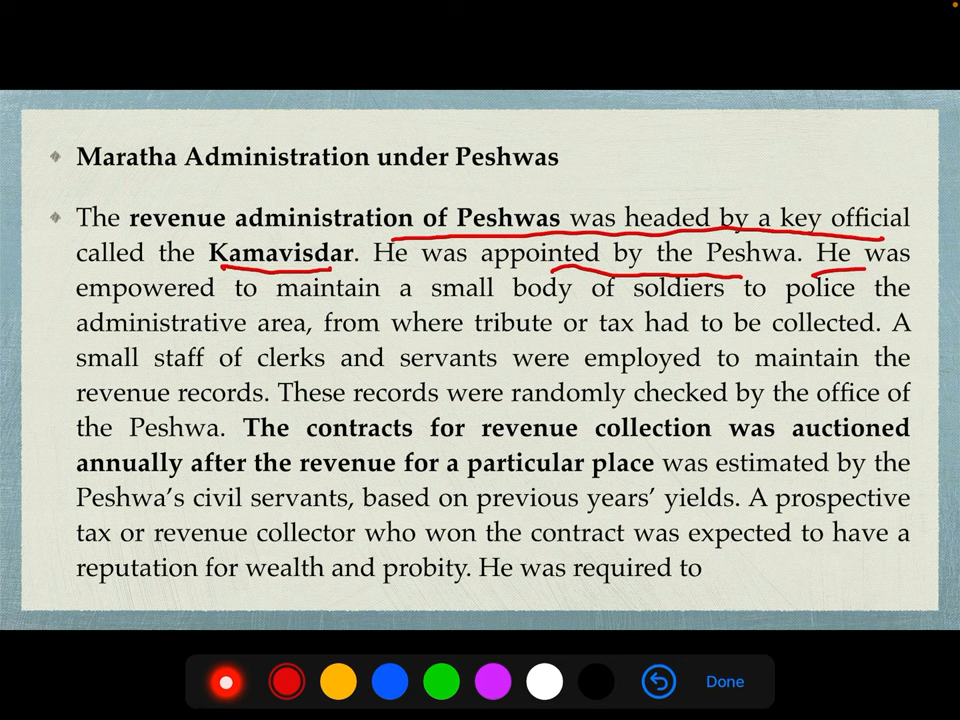 Maratha Administration under Peshwas
The revenue administration of Peshwas was headed by a key official
called the Kamavisdar. He was appointed by the Peshwa. He was
empowered to maintain a small body of soldiers to police the
administrative area, from where tribute or tax had to be collected. A
small staff of clerks and servants were employed to maintain the
revenue records. These records were randomly checked by the office of
the Peshwa. The contracts for revenue collection was auctioned
annually after the revenue for a particular place was estimated by the
Peshwa’s civil servants, based on previous years’ yields. A prospective
tax or revenue collector who won the contract was expected to have a
reputation for wealth and probity. He was required to
Done